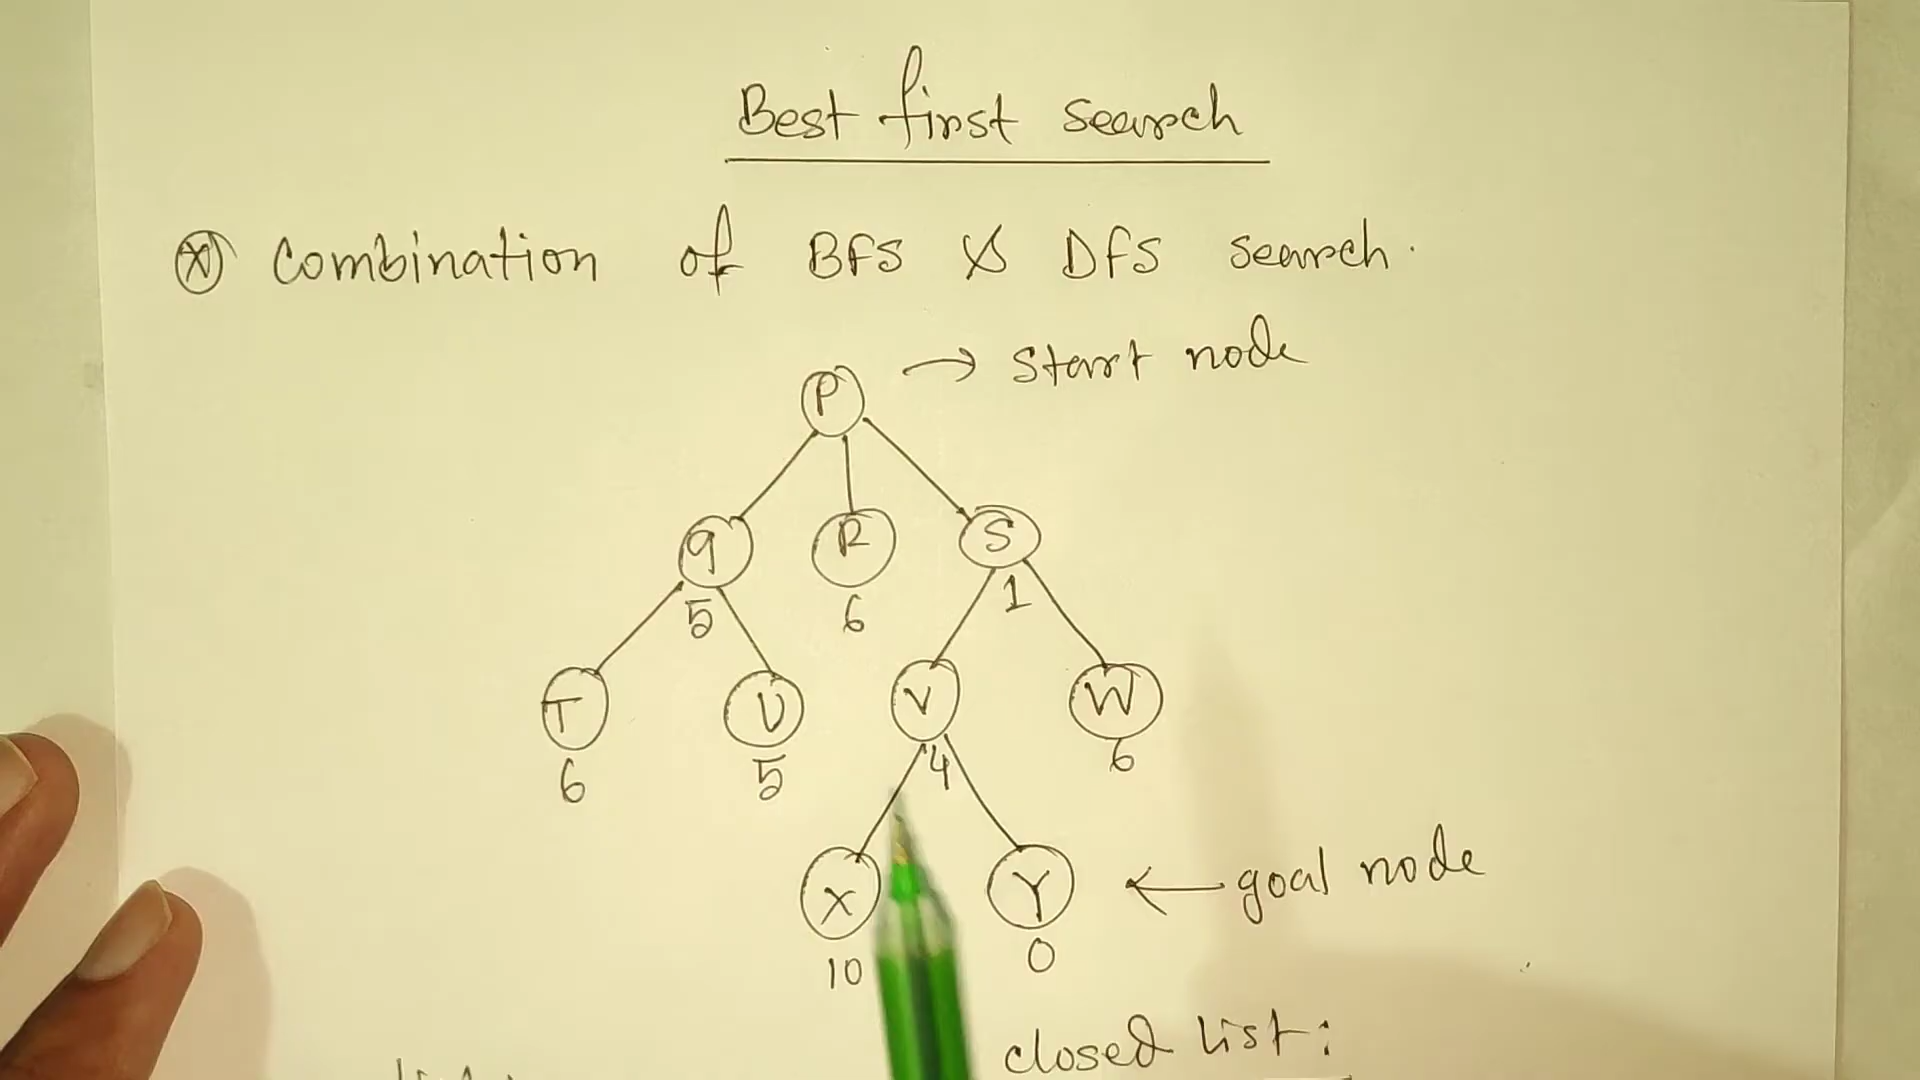 Best first search
Combination of BFS & DFS search.
P → Start node
q R S
5 6 1
T U V W
6 5 4 6
X Y ← goal node
10 0
closed list: